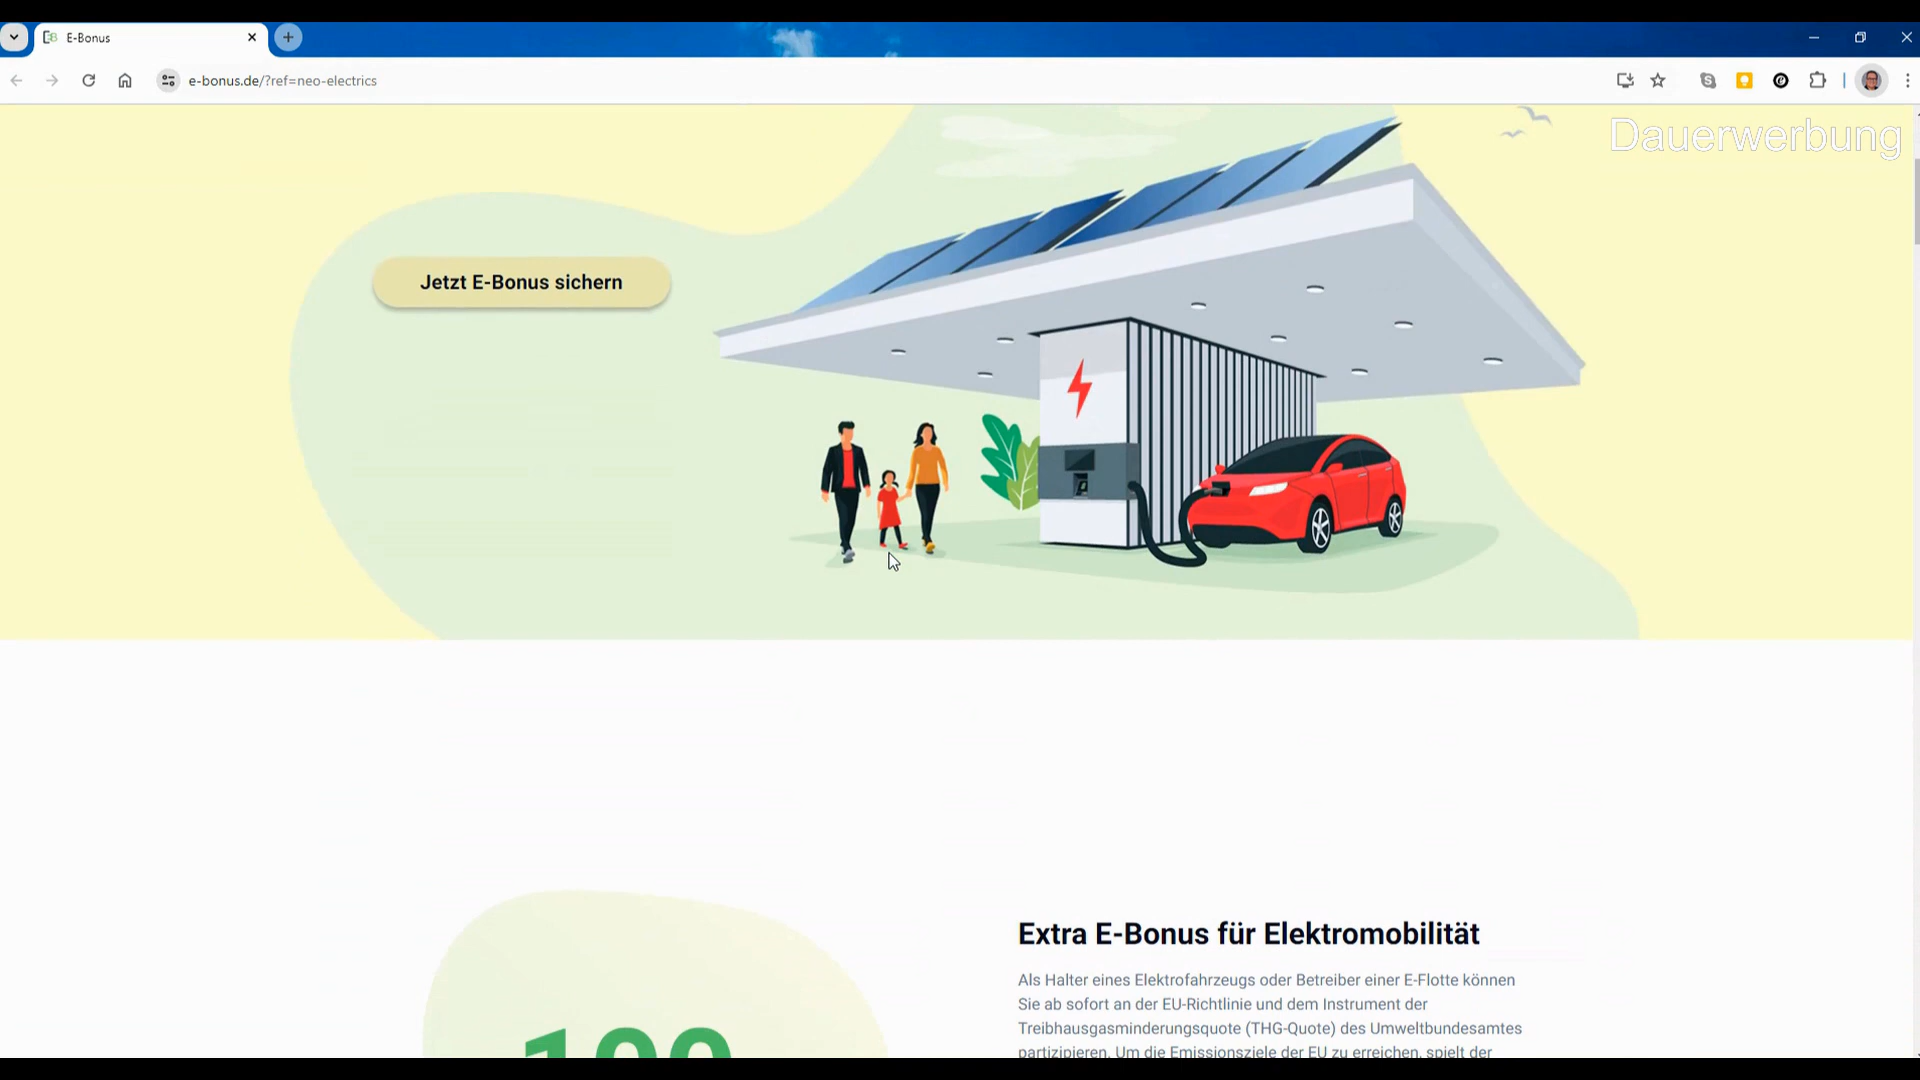 E-Bonus
e-bonus.de/?ref=neo-electrics
Dauerwerbung
Jetzt E-Bonus sichern
Extra E-Bonus für Elektromobilität
Als Halter eines Elektrofahrzeugs oder Betreiber einer E-Flotte können
Sie ab sofort an der EU-Richtlinie und dem Instrument der
Treibhausgasminderungsquote (THG-Quote) des Umweltbundesamtes
partizipieren. Um die Emissionsziele der EU zu erreichen, spielt der